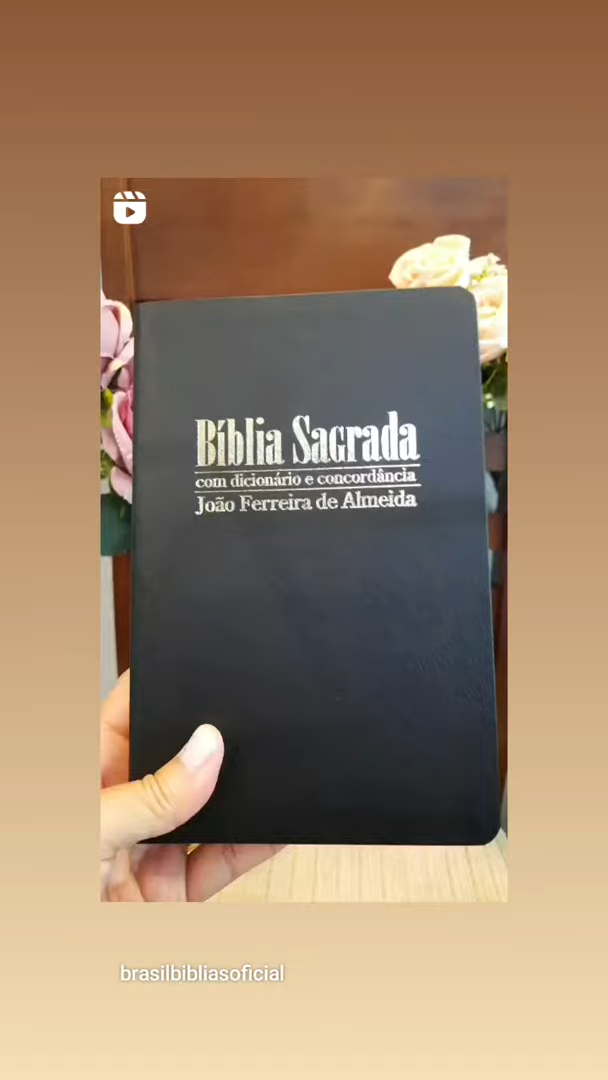 Bíblia Sagrada
com dicionário e concordância
João Ferreira de Almeida
brasilbibliasoficial